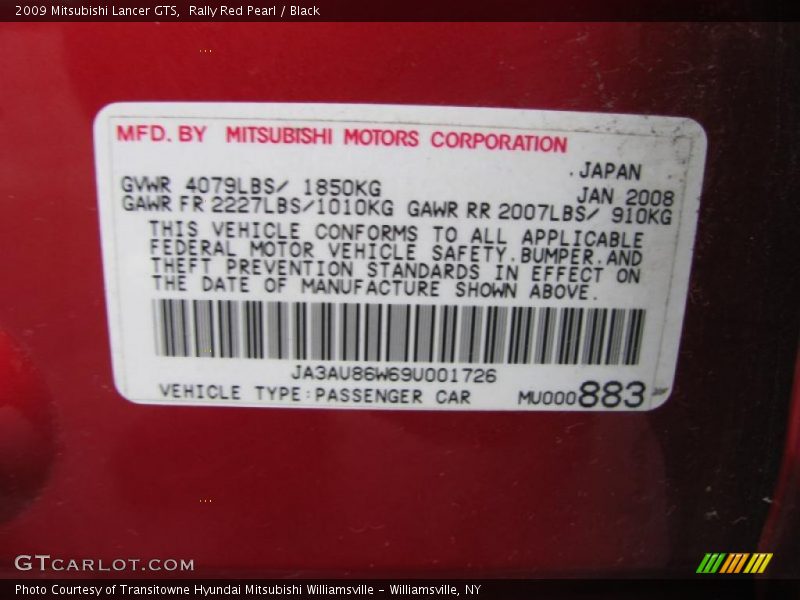 2009 Mitsubishi Lancer GTS,  Rally Red Pearl / Black
MFD. BY MITSUBISHI MOTORS CORPORATION
.JAPAN
GVWR 4079LBS/ 1850KG JAN 2008
GAWR FR 2227LBS/1010KG GAWR RR 2007LBS/ 910KG
THIS VEHICLE CONFORMS TO ALL APPLICABLE
FEDERAL MOTOR VEHICLE SAFETY.BUMPER.AND
THEFT PREVENTION STANDARDS IN EFFECT ON
THE DATE OF MANUFACTURE SHOWN ABOVE.
JA3AU86W69U001726
VEHICLE TYPE:PASSENGER CAR MU000883
GTCARLOT.COM
Photo Courtesy of Transitowne Hyundai Mitsubishi Williamsville - Williamsville, NY